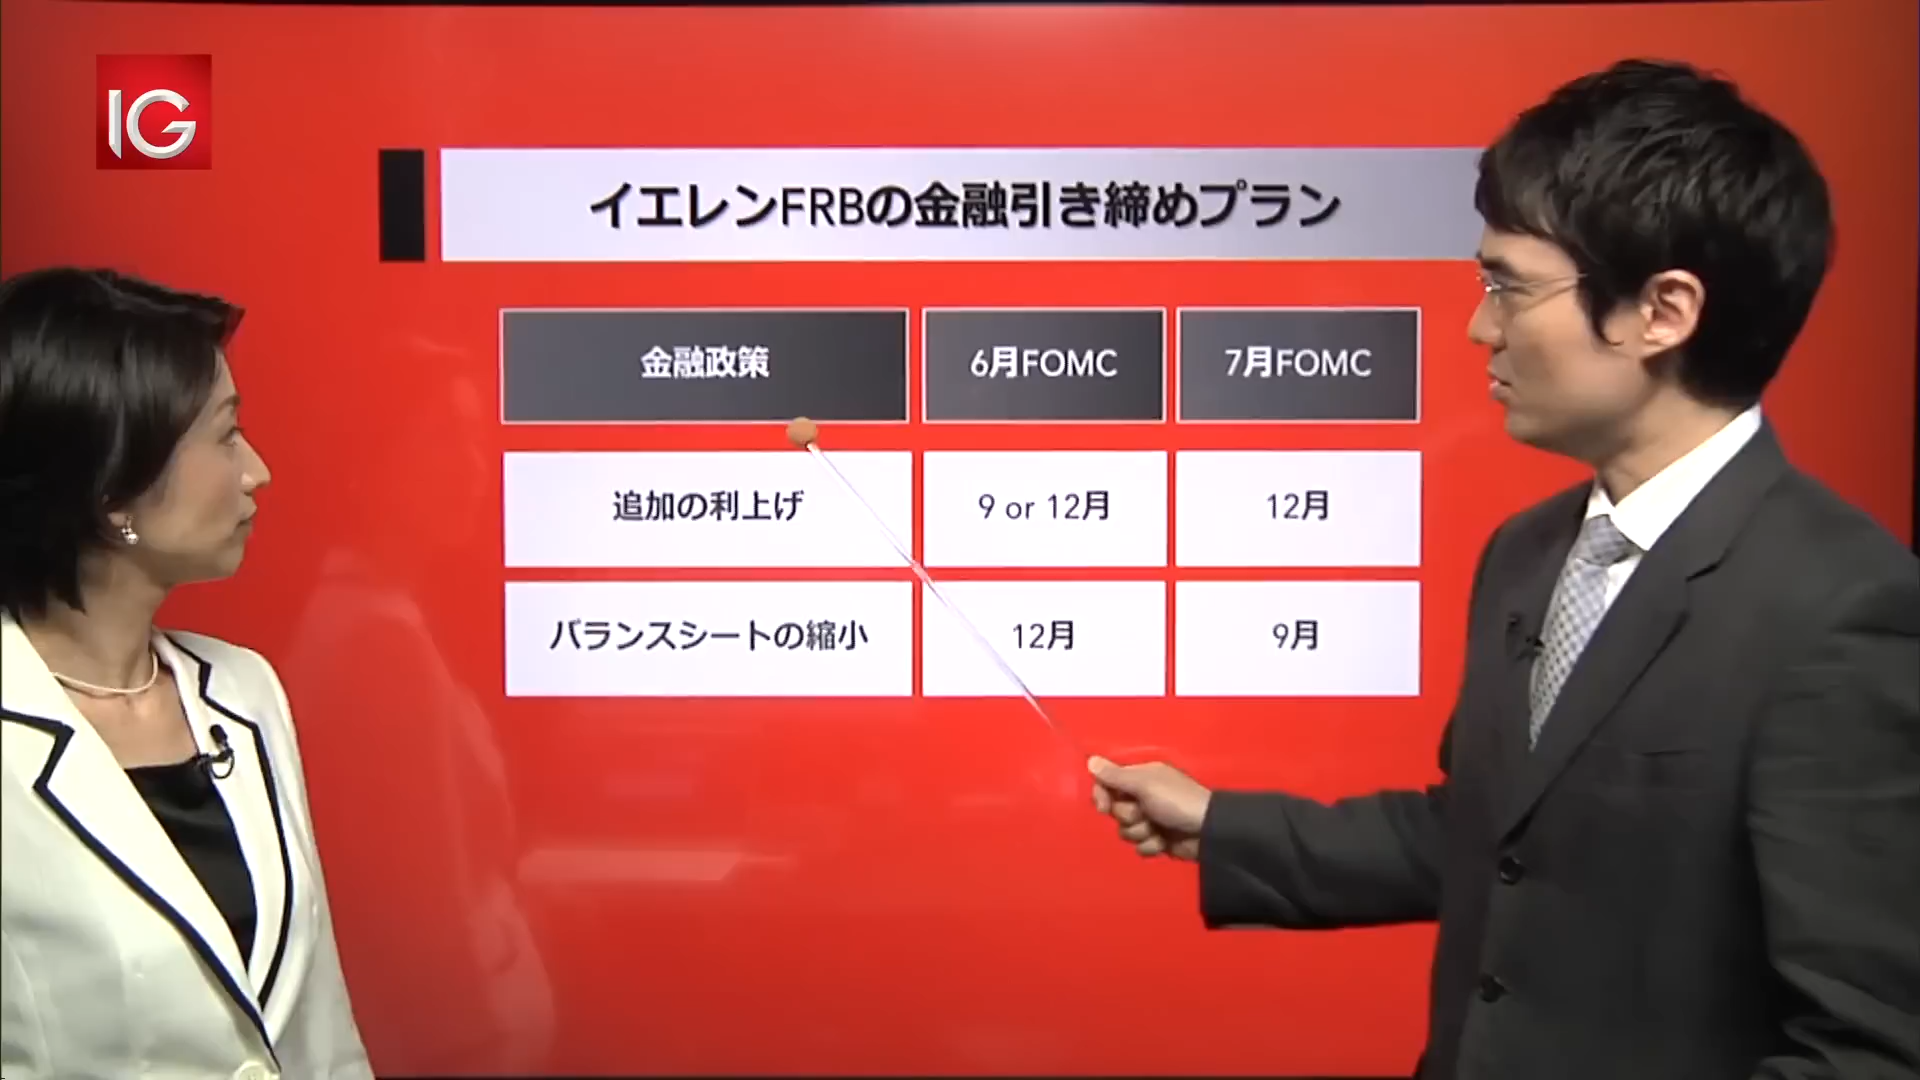 IG
イエレンFRBの金融引き締めプラン
金融政策 6月FOMC 7月FOMC
追加の利上げ 9 or 12月 12月
バランスシートの縮小 12月 9月